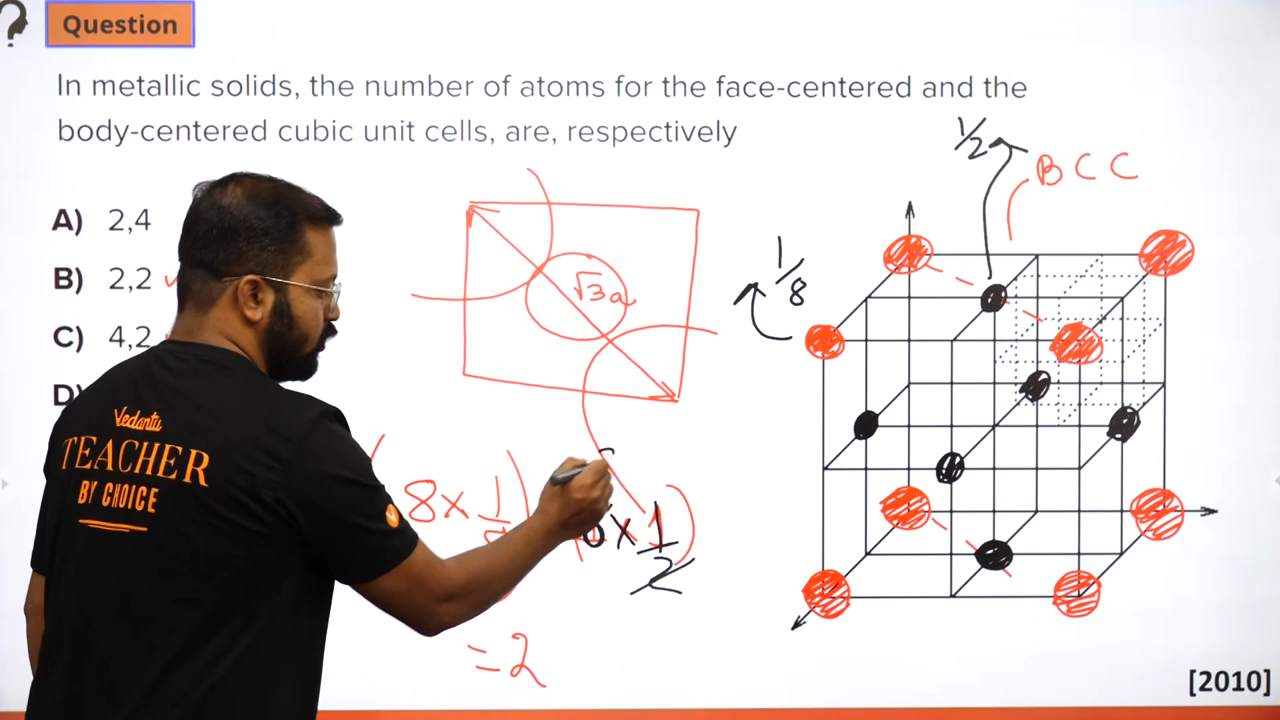 ?
Question
In metallic solids, the number of atoms for the face-centered and the
body-centered cubic unit cells, are, respectively
A) 2,4
B) 2,2
C) 4,2
D)
√3a
1/2
BCC
1/8
Vedantu
TEACHER
BY CHOICE
8 × 1
6 × 1/2
= 2
[2010]